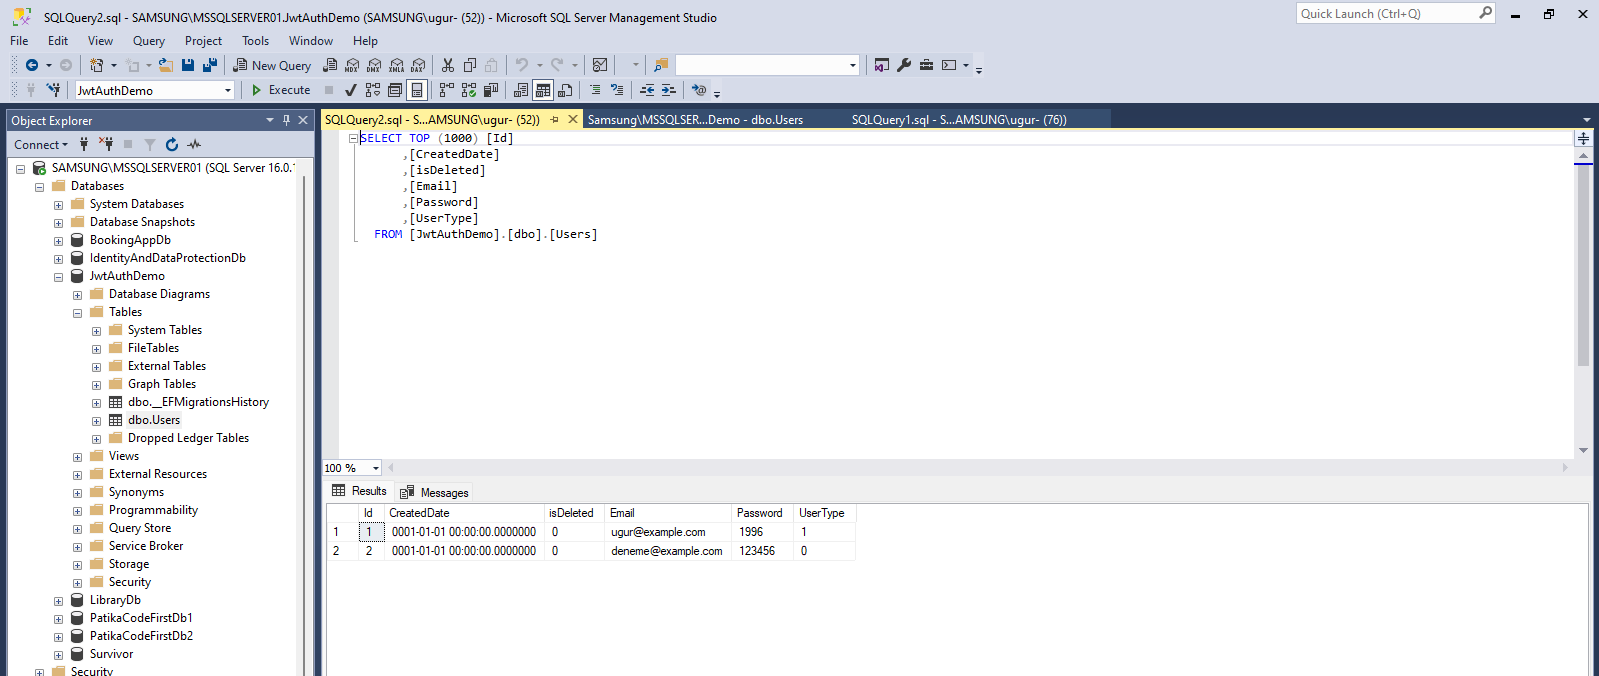 SQLQuery2.sql - SAMSUNG\MSSQLSERVER01.JwtAuthDemo (SAMSUNG\ugur- (52)) - Microsoft SQL Server Management Studio
Quick Launch (Ctrl+Q)
File Edit View Query Project Tools Window Help
New Query MDX DMX XMLA DAX
JwtAuthDemo Execute
Object Explorer
Connect
SAMSUNG\MSSQLSERVER01 (SQL Server 16.0.1
Databases
System Databases
Database Snapshots
BookingAppDb
IdentityAndDataProtectionDb
JwtAuthDemo
Database Diagrams
Tables
System Tables
FileTables
External Tables
Graph Tables
dbo.__EFMigrationsHistory
dbo.Users
Dropped Ledger Tables
Views
External Resources
Synonyms
Programmability
Query Store
Service Broker
Storage
Security
LibraryDb
PatikaCodeFirstDb1
PatikaCodeFirstDb2
Survivor
Security
SQLQuery2.sql - S...AMSUNG\ugur- (52)) Samsung\MSSQLSER...Demo - dbo.Users SQLQuery1.sql - S...AMSUNG\ugur- (76))
SELECT TOP (1000) [Id]
,[CreatedDate]
,[isDeleted]
,[Email]
,[Password]
,[UserType]
FROM [JwtAuthDemo].[dbo].[Users]
100 %
Results Messages
Id CreatedDate isDeleted Email Password UserType
1 1 0001-01-01 00:00:00.0000000 0 ugur@example.com 1996 1
2 2 0001-01-01 00:00:00.0000000 0 deneme@example.com 123456 0